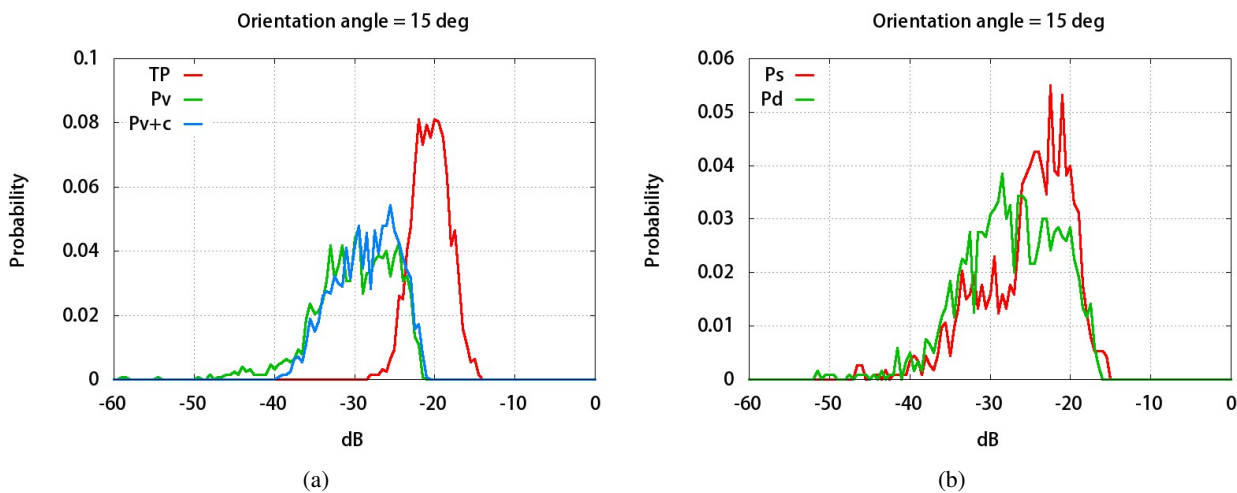 Orientation angle = 15 deg
0.1
0.08
0.06
0.04
0.02
0
Probability
TP
Pv
Pv+c
-60
-50
-40
-30
-20
-10
0
dB
(a)
Orientation angle = 15 deg
0.06
0.05
0.04
0.03
0.02
0.01
0
Probability
Ps
Pd
-60
-50
-40
-30
-20
-10
0
dB
(b)